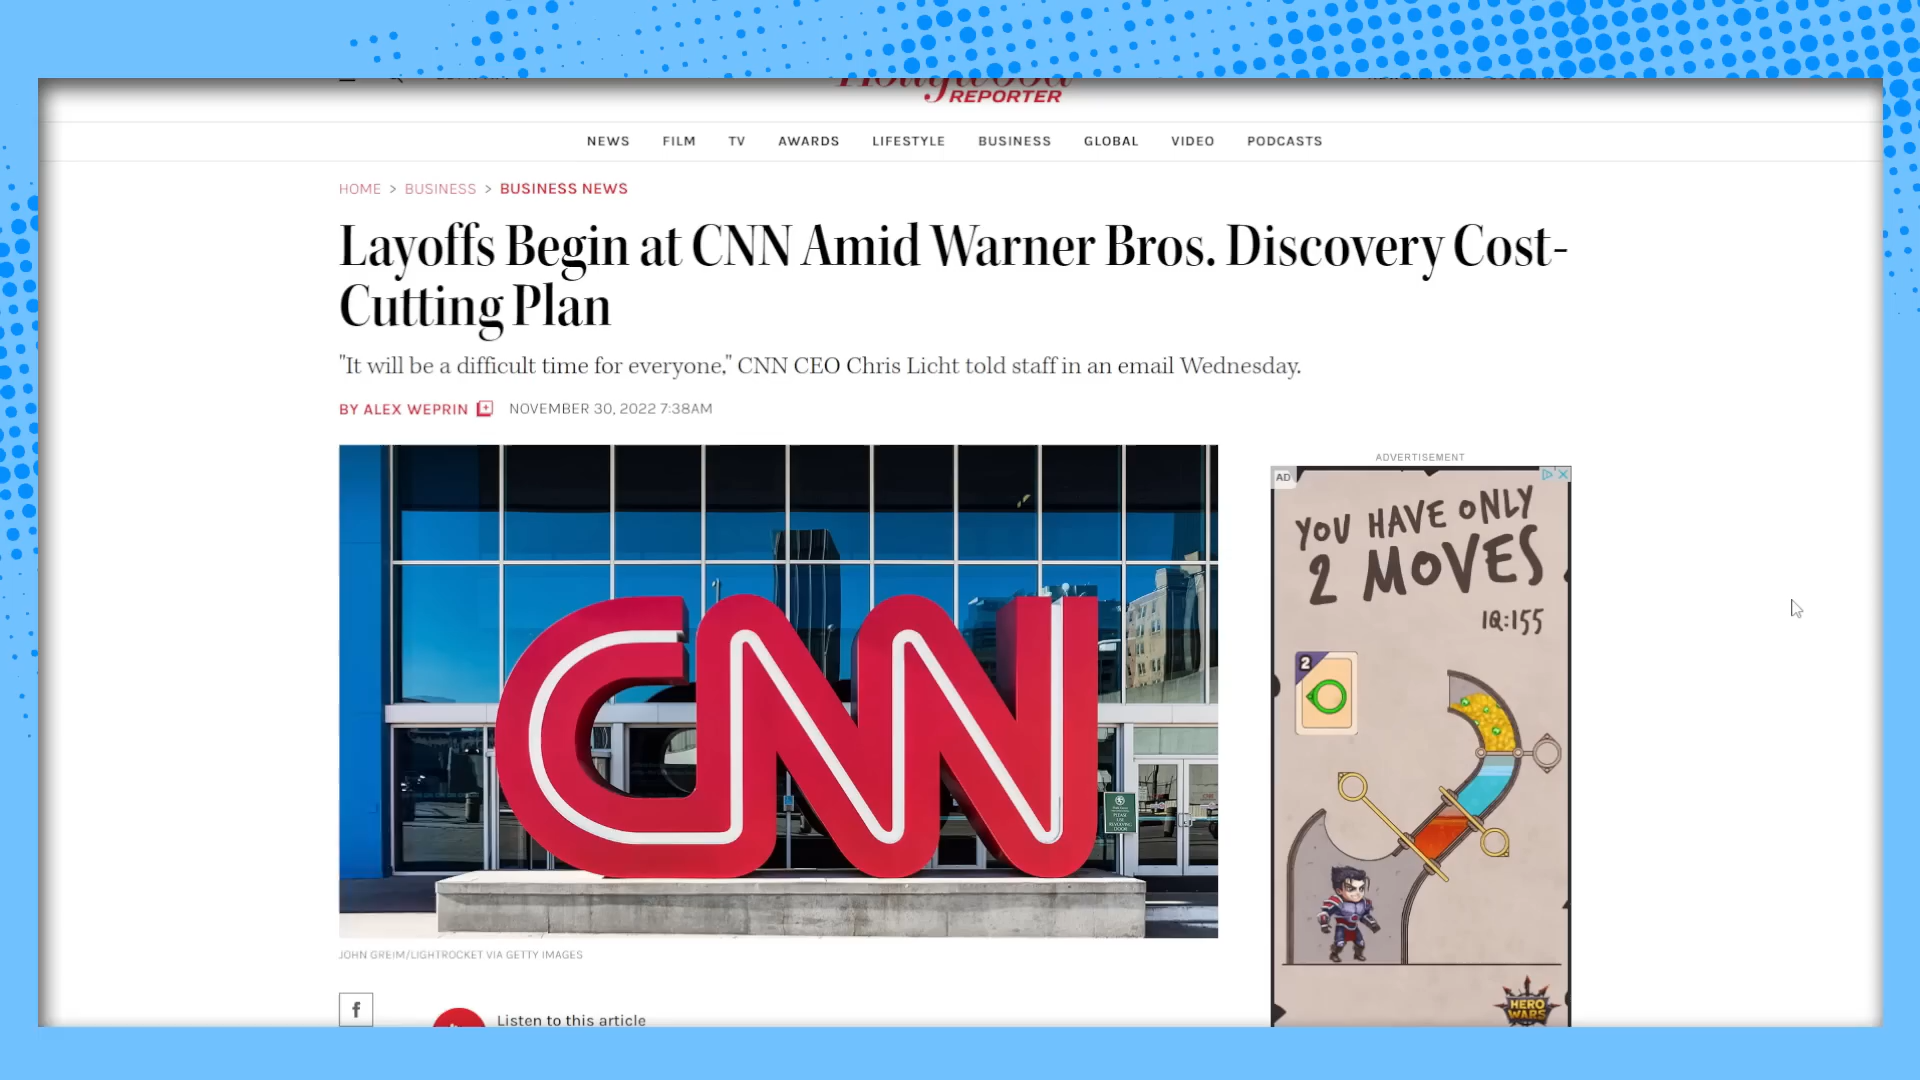 REPORTER
NEWS FILM TV AWARDS LIFESTYLE BUSINESS GLOBAL VIDEO PODCASTS
HOME > BUSINESS > BUSINESS NEWS
Layoffs Begin at CNN Amid Warner Bros. Discovery Cost-
Cutting Plan
"It will be a difficult time for everyone," CNN CEO Chris Licht told staff in an email Wednesday.
BY ALEX WEPRIN NOVEMBER 30, 2022 7:38AM
CNN
JOHN GREIM/LIGHTROCKET VIA GETTY IMAGES
f
Listen to this article
ADVERTISEMENT
AD
YOU HAVE ONLY
2 MOVES
IQ:155
2
HERO
WARS